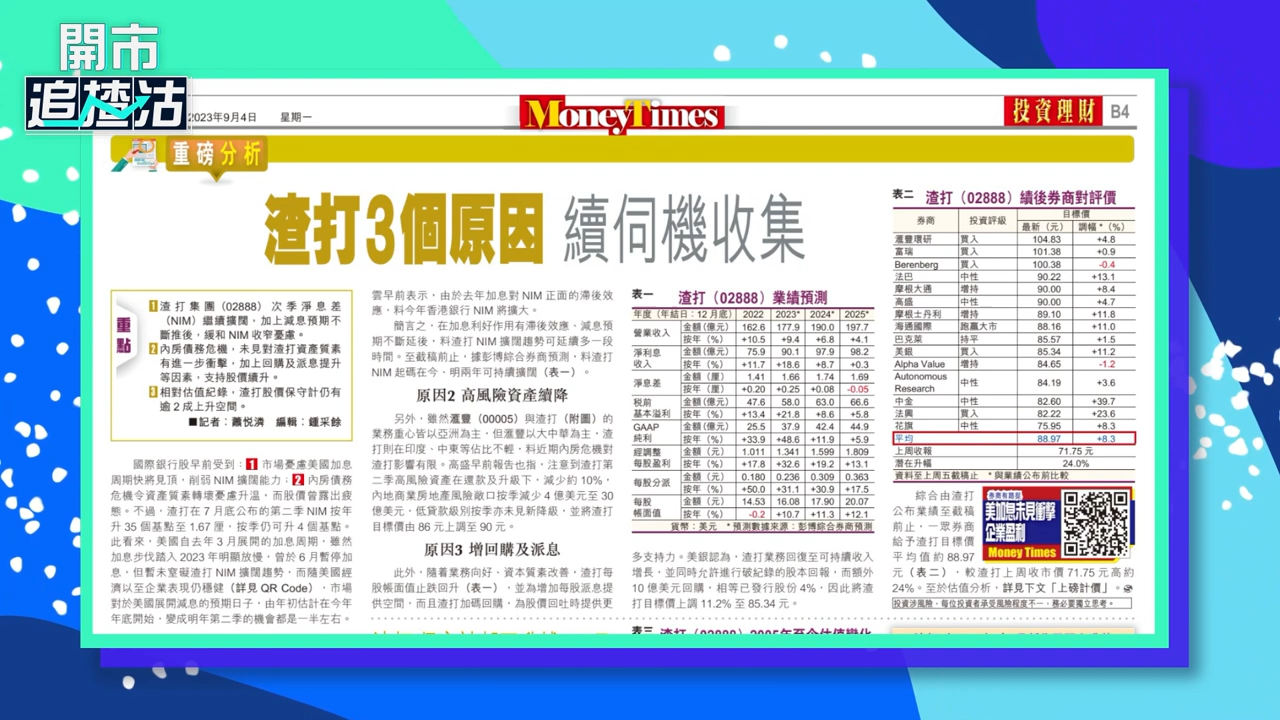 開市
追揸沽
2023年9月4日 星期一
Money Times
投資理財 B4
重磅分析
渣打3個原因 續伺機收集
重點
1 渣打集團(02888)次季淨息差
(NIM)繼續擴闊,加上減息預期不
斷推後,緩和NIM收窄憂慮。
2 內房債務危機,未見對渣打資產質素
有進一步衝擊,加上回購及派息提升
等因素,支持股價續升。
3 相對估值紀錄,渣打股價保守計仍有
逾2成上升空間。
■記者:蕭悅濟 編輯:鍾采餘
國際銀行股早前受到:1 市場憂慮美國加息
周期快將見頂,削弱NIM擴闊能力;2 內房債務
危機令資產質素轉壞憂慮升溫,而股價曾露出疲
態。不過,渣打在7月底公布的第二季NIM按年
升35個基點至1.67厘,按季仍可升4個基點。
此看來,美國自去年3月展開的加息周期,雖然
加息步伐踏入2023年明顯放慢,曾於6月暫停加
息,但暫未窒礙渣打NIM擴闊趨勢,而隨美國經
濟以至企業表現仍穩健(詳見QR Code),市場
對於美國展開減息的預期日子,由年初估計在今年
年底開始,變成明年第二季的機會都是一半左右。
雲早前表示,由於去年加息對NIM正面的滯後效
應,料今年香港銀行NIM將擴大。
簡言之,在加息利好作用有滯後效應,減息預
期不斷延後,料渣打NIM擴闊趨勢可延續多一段
時間。至截稿前止,據彭博綜合券商預測,料渣打
NIM起碼在今、明兩年可持續擴闊(表一)。
原因2 高風險資產續降
另外,雖然滙豐(00005)與渣打(附圖)的
業務重心皆以亞洲為主,但滙豐以大中華為主,渣
打則在印度、中東等佔比不輕,料近期內房危機對
渣打影響有限。高盛早前報告也指,注意到渣打第
二季高風險資產在還款及升級下,減少約10%,
內地商業房地產風險敞口按季減少4億美元至30
億美元,低貸款級別按季亦未見新降級,並將渣打
目標價由86元上調至90元。
原因3 增回購及派息
此外,隨着業務向好、資本質素改善,渣打每
股帳面值止跌回升(表一),並為增加每股派息提
供空間,而且渣打加碼回購,為股價回吐時提供更
表一 渣打(02888)業績預測
年度(年結日:12月底) 2022 2023* 2024* 2025*
營業收入 金額(億元) 162.6 177.9 190.0 197.7
按年(%) +10.5 +9.4 +6.8 +4.1
淨利息收入 金額(億元) 75.9 90.1 97.9 98.2
按年(%) +11.7 +18.6 +8.7 +0.3
淨息差 金額(厘) 1.41 1.66 1.74 1.69
按年(厘) +0.20 +0.25 +0.08 -0.05
稅前基本溢利 金額(億元) 47.6 58.0 63.0 66.6
按年(%) +13.4 +21.8 +8.6 +5.8
GAAP純利 金額(億元) 25.5 37.9 42.4 44.9
按年(%) +33.9 +48.6 +11.9 +5.9
經調整每股盈利 金額(元) 1.011 1.341 1.599 1.809
按年(%) +17.8 +32.6 +19.2 +13.1
每股分派 金額(元) 0.180 0.236 0.309 0.363
按年(%) +50.0 +31.1 +30.9 +17.5
每股帳面值 金額(元) 14.53 16.08 17.90 20.07
按年(%) -0.2 +10.7 +11.3 +12.1
貨幣:美元 *預測數據來源:彭博綜合券商預測
多支持力。美銀認為,渣打業務回復至可持續收入
增長,並同時允許進行破紀錄的股本回報,而額外
10億美元回購,相等已發行股份4%,因此將渣
打目標價上調11.2%至85.34元。
表二 渣打(02888)績後券商對評價
券商 投資評級 目標價
最新(元) 調幅*(%)
滙豐環研 買入 104.83 +4.8
富瑞 買入 101.38 +0.9
Berenberg 買入 100.38 -0.4
法巴 中性 90.22 +13.1
摩根大通 增持 90.00 +8.4
高盛 中性 90.00 +4.7
摩根士丹利 增持 89.10 +11.8
海通國際 跑贏大市 88.16 +11.0
巴克萊 持平 85.57 +1.5
美銀 買入 85.34 +11.2
Alpha Value 增持 84.65 -1.2
Autonomous Research 中性 84.19 +3.6
中金 中性 82.60 +39.7
法興 買入 82.22 +23.6
花旗 中性 75.95 +8.3
平均 88.97 +8.3
上周收報 71.75元
潛在升幅 24.0%
資料至上周五截稿止 *與業績公布前比較
綜合由渣打
公布業績至截稿
前止,一眾券商
給予渣打目標價
平均值約88.97
元(表二),較渣打上周收市價71.75元高約
24%。至於估值分析,詳見下文「上磅計價」。
券商有路捉
美加息未見衝擊
企業盈利
Money Times
投資涉風險,每位投資者承受風險程度不一,務必要獨立思考。
表三 渣打(02888)2005年至今估值變化